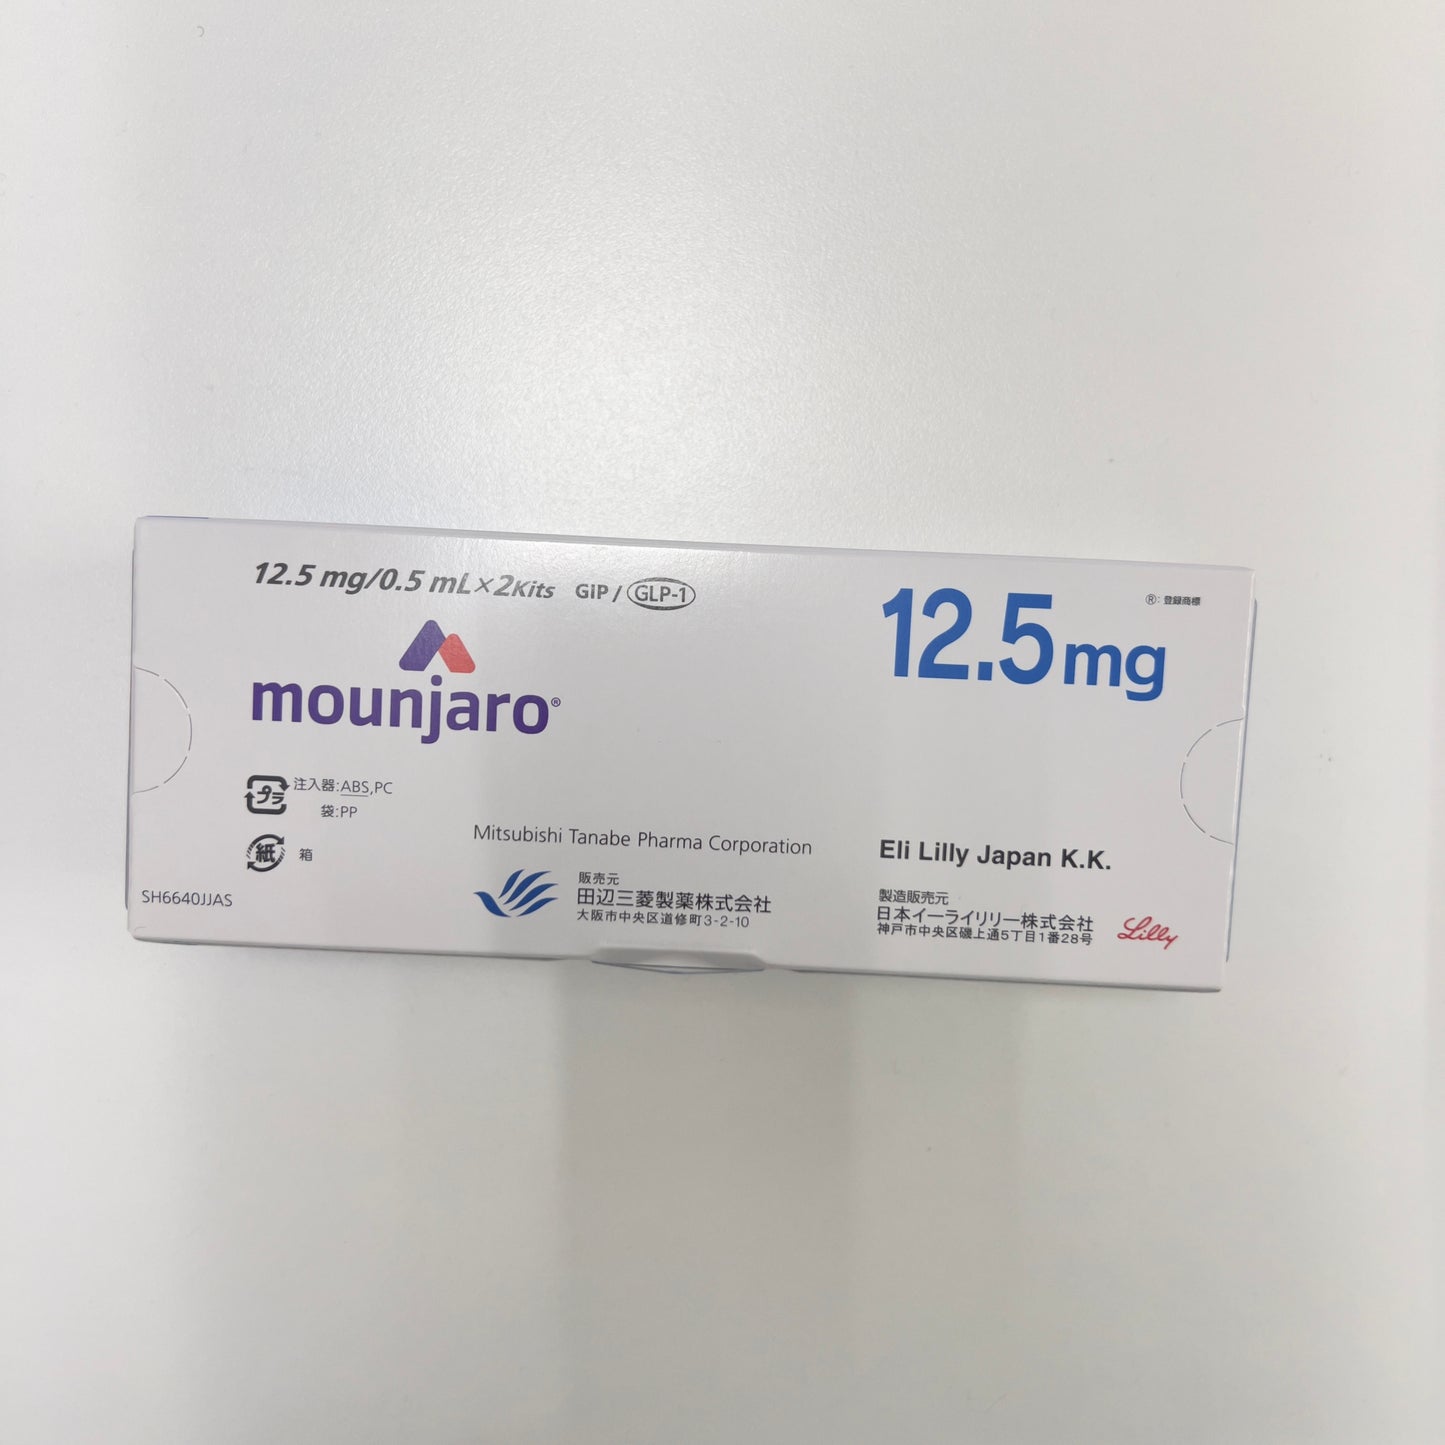 12.5 mg/0.5 mL×2Kits GIP / GLP-1
12.5mg
®: 登録商標
mounjaro®
プラ 注入器:ABS,PC
袋:PP
紙 箱
SH6640JJAS
Mitsubishi Tanabe Pharma Corporation
販売元
田辺三菱製薬株式会社
大阪市中央区道修町3-2-10
Eli Lilly Japan K.K.
製造販売元
日本イーライリリー株式会社
神戸市中央区磯上通5丁目1番28号
Lilly